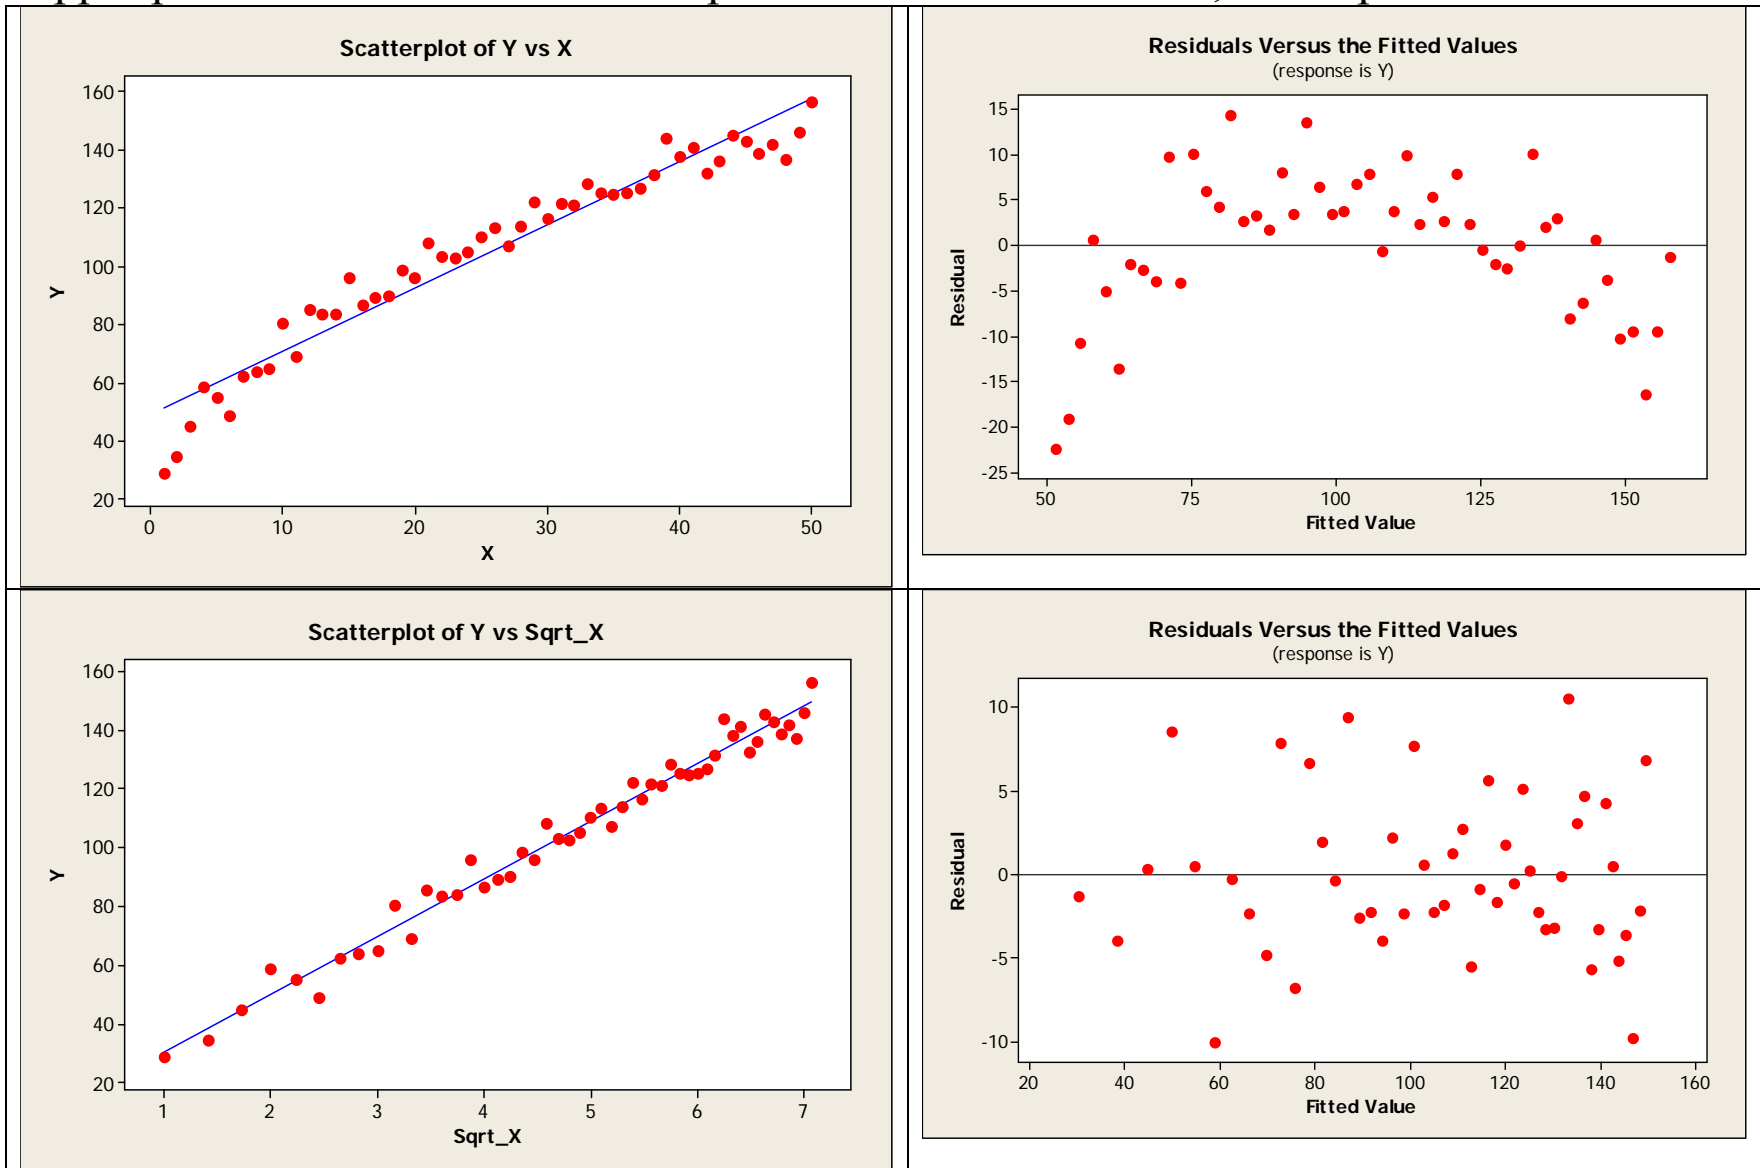 Scatterplot of Y vs X
160
140
120
100
80
60
40
20
Y
0 10 20 30 40 50
X
Residuals Versus the Fitted Values
(response is Y)
15
10
5
0
-5
-10
-15
-20
-25
Residual
50 75 100 125 150
Fitted Value
Scatterplot of Y vs Sqrt_X
160
140
120
100
80
60
40
20
Y
1 2 3 4 5 6 7
Sqrt_X
Residuals Versus the Fitted Values
(response is Y)
10
5
0
-5
-10
Residual
20 40 60 80 100 120 140 160
Fitted Value